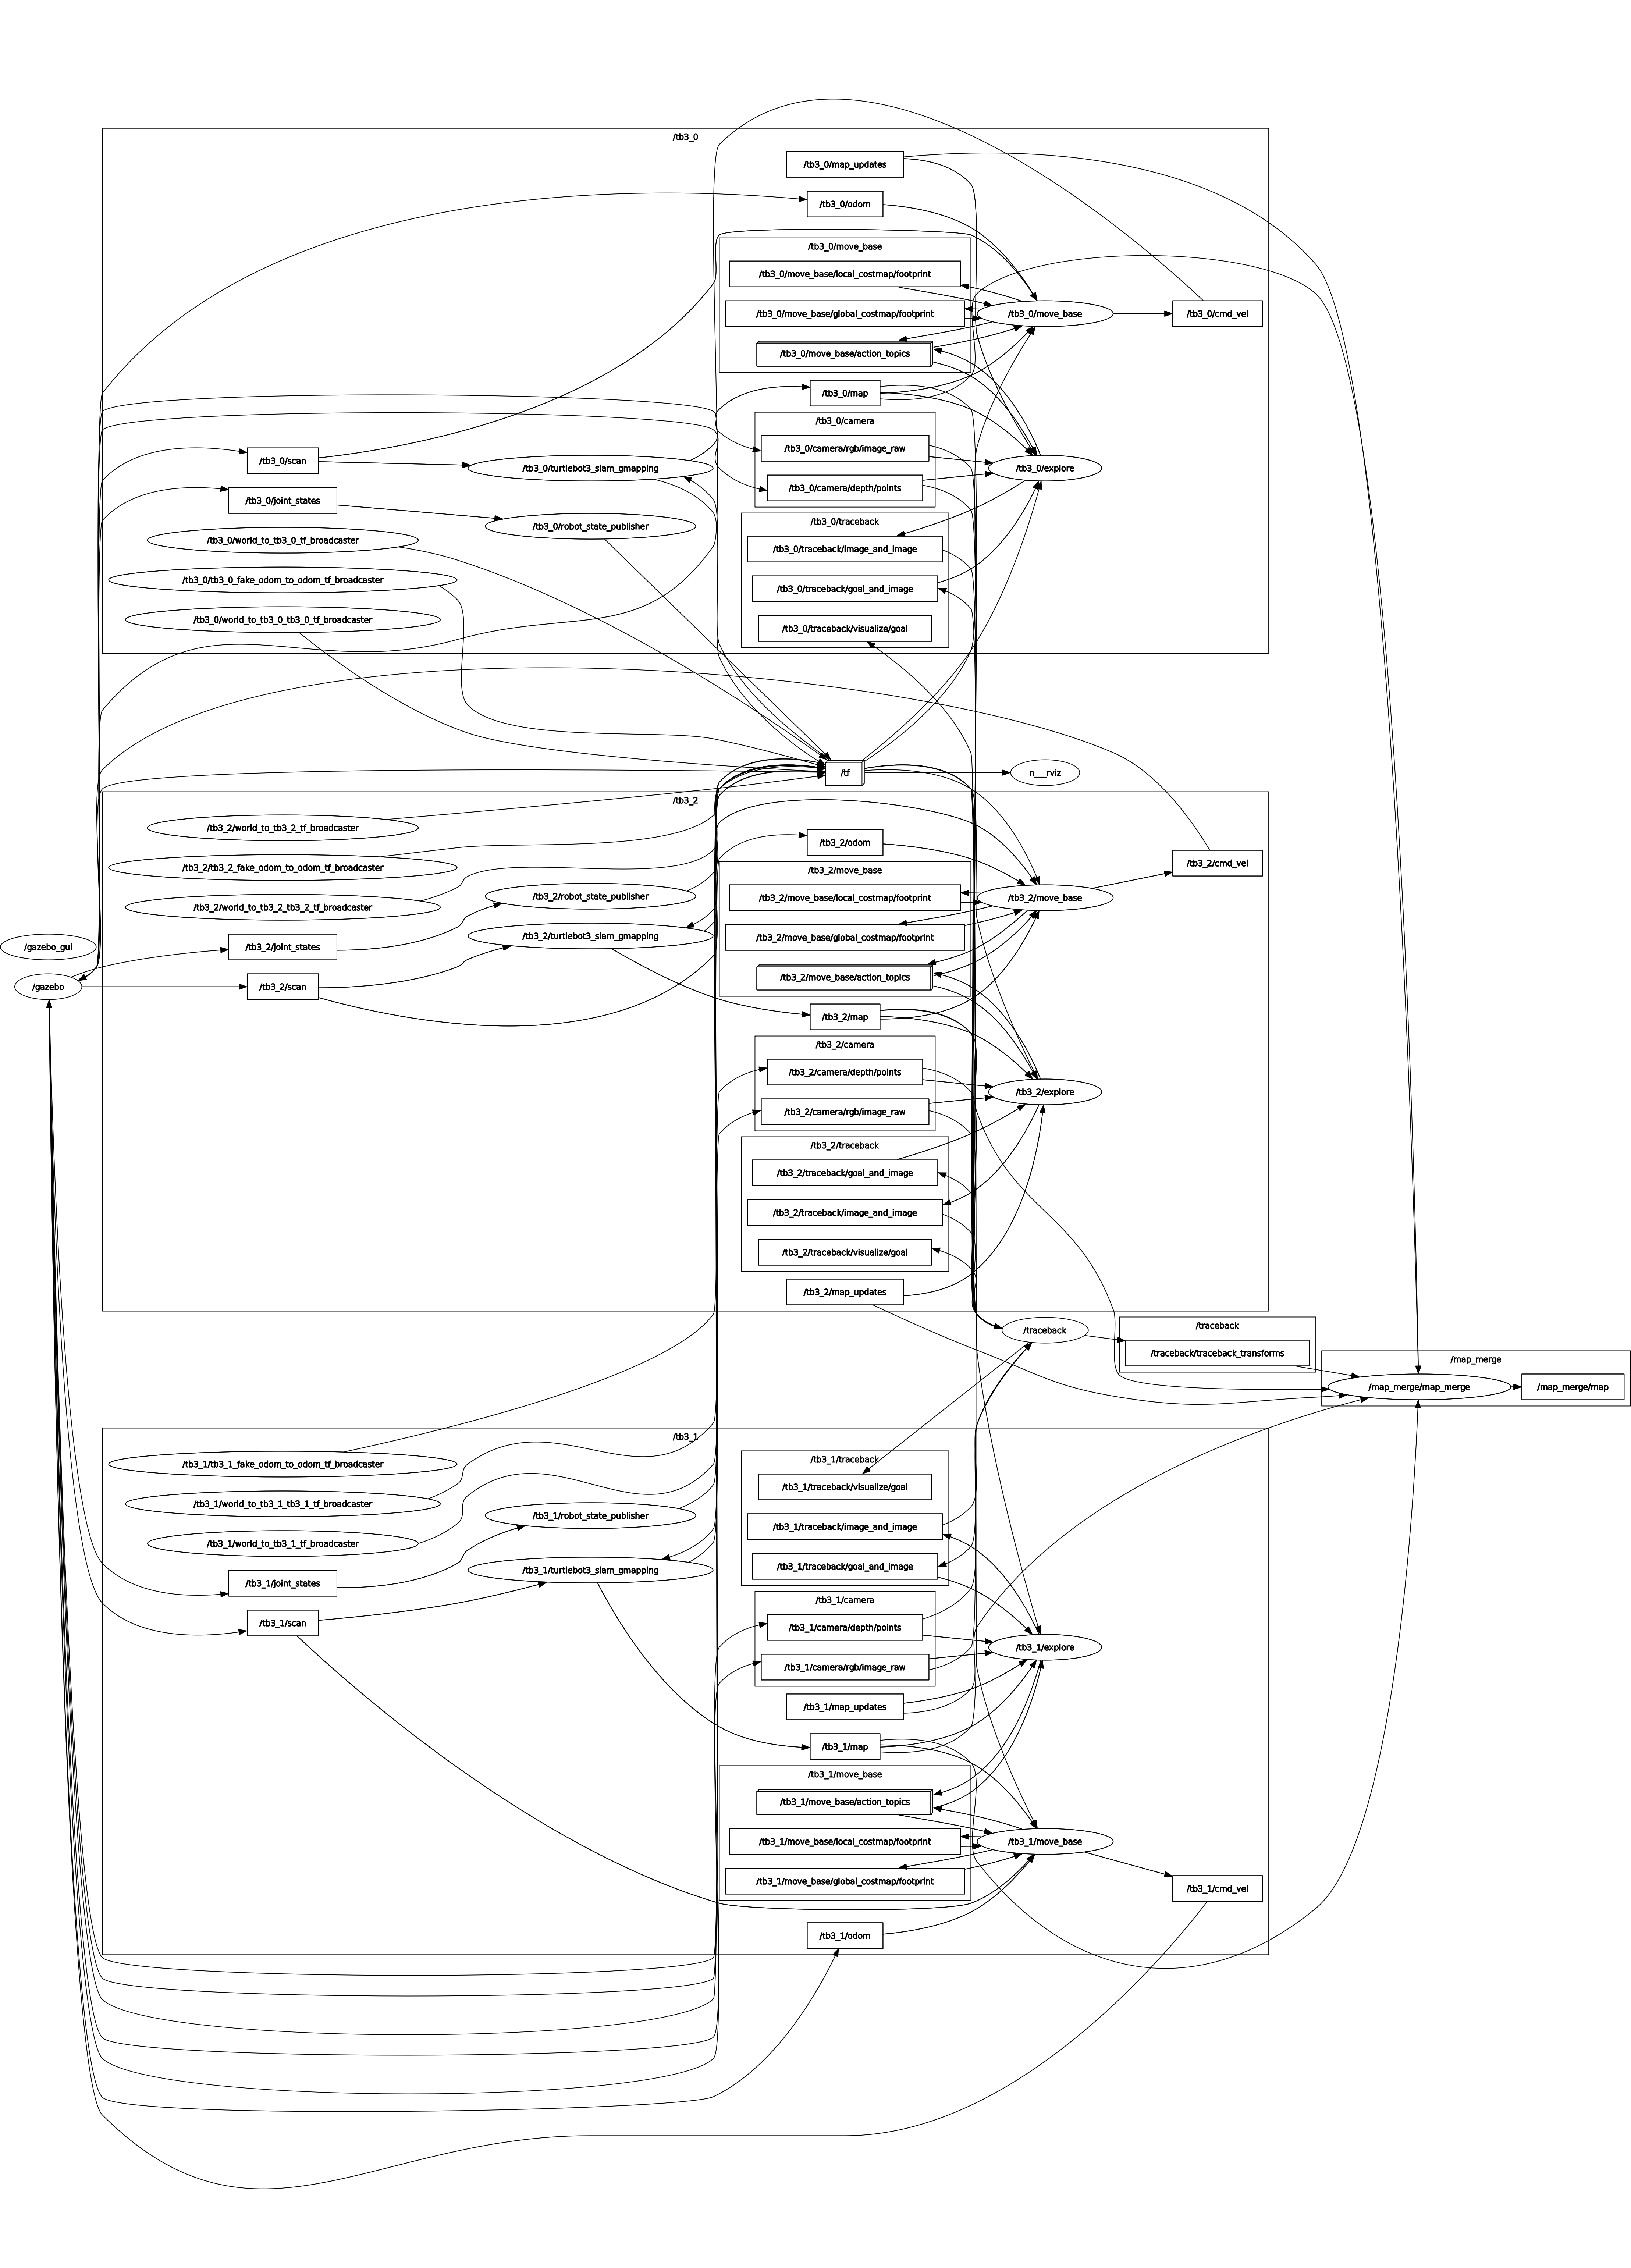 /tb3_0
/tb3_0/map_updates
/tb3_0/odom
/tb3_0/move_base
/tb3_0/move_base/local_costmap/footprint
/tb3_0/move_base/global_costmap/footprint
/tb3_0/move_base
/tb3_0/cmd_vel
/tb3_0/move_base/action_topics
/tb3_0/map
/tb3_0/camera
/tb3_0/camera/rgb/image_raw
/tb3_0/scan
/tb3_0/turtlebot3_slam_gmapping
/tb3_0/explore
/tb3_0/camera/depth/points
/tb3_0/joint_states
/tb3_0/robot_state_publisher
/tb3_0/traceback
/tb3_0/world_to_tb3_0_tf_broadcaster
/tb3_0/traceback/image_and_image
/tb3_0/tb3_0_fake_odom_to_odom_tf_broadcaster
/tb3_0/traceback/goal_and_image
/tb3_0/world_to_tb3_0_tb3_0_tf_broadcaster
/tb3_0/traceback/visualize/goal
/tf
n___rviz
/tb3_2
/tb3_2/world_to_tb3_2_tf_broadcaster
/tb3_2/odom
/tb3_2/cmd_vel
/tb3_2/tb3_2_fake_odom_to_odom_tf_broadcaster
/tb3_2/move_base
/tb3_2/robot_state_publisher
/tb3_2/move_base/local_costmap/footprint
/tb3_2/move_base
/tb3_2/world_to_tb3_2_tb3_2_tf_broadcaster
/tb3_2/turtlebot3_slam_gmapping
/tb3_2/move_base/global_costmap/footprint
/gazebo_gui
/tb3_2/joint_states
/tb3_2/move_base/action_topics
/gazebo
/tb3_2/scan
/tb3_2/map
/tb3_2/camera
/tb3_2/camera/depth/points
/tb3_2/explore
/tb3_2/camera/rgb/image_raw
/tb3_2/traceback
/tb3_2/traceback/goal_and_image
/tb3_2/traceback/image_and_image
/tb3_2/traceback/visualize/goal
/tb3_2/map_updates
/traceback
/traceback
/traceback/traceback_transforms
/map_merge
/map_merge/map_merge
/map_merge/map
/tb3_1
/tb3_1/traceback
/tb3_1/tb3_1_fake_odom_to_odom_tf_broadcaster
/tb3_1/traceback/visualize/goal
/tb3_1/world_to_tb3_1_tb3_1_tf_broadcaster
/tb3_1/robot_state_publisher
/tb3_1/traceback/image_and_image
/tb3_1/world_to_tb3_1_tf_broadcaster
/tb3_1/traceback/goal_and_image
/tb3_1/turtlebot3_slam_gmapping
/tb3_1/joint_states
/tb3_1/camera
/tb3_1/scan
/tb3_1/camera/depth/points
/tb3_1/explore
/tb3_1/camera/rgb/image_raw
/tb3_1/map_updates
/tb3_1/map
/tb3_1/move_base
/tb3_1/move_base/action_topics
/tb3_1/move_base/local_costmap/footprint
/tb3_1/move_base
/tb3_1/move_base/global_costmap/footprint
/tb3_1/cmd_vel
/tb3_1/odom